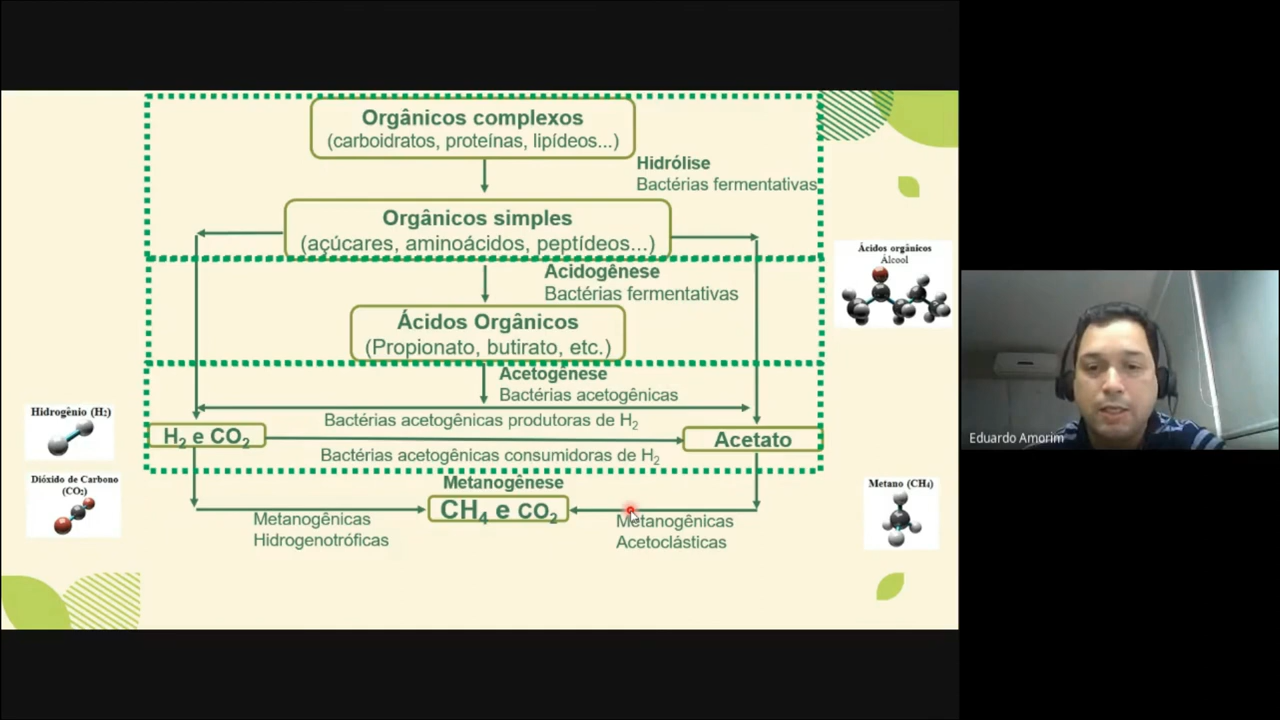 Orgânicos complexos
(carboidratos, proteínas, lipídeos...)
Hidrólise
Bactérias fermentativas
Orgânicos simples
(açúcares, aminoácidos, peptídeos...)
Acidogênese
Bactérias fermentativas
Ácidos orgânicos
Álcool
Ácidos Orgânicos
(Propionato, butirato, etc.)
Acetogênese
Bactérias acetogênicas
Bactérias acetogênicas produtoras de H₂
Hidrogênio (H₂)
H₂ e CO₂
Acetato
Bactérias acetogênicas consumidoras de H₂
Dióxido de Carbono
(CO₂)
Metanogênese
Metano (CH₄)
CH₄ e CO₂
Metanogênicas
Hidrogenotróficas
Metanogênicas
Acetoclásticas
Eduardo Amorim